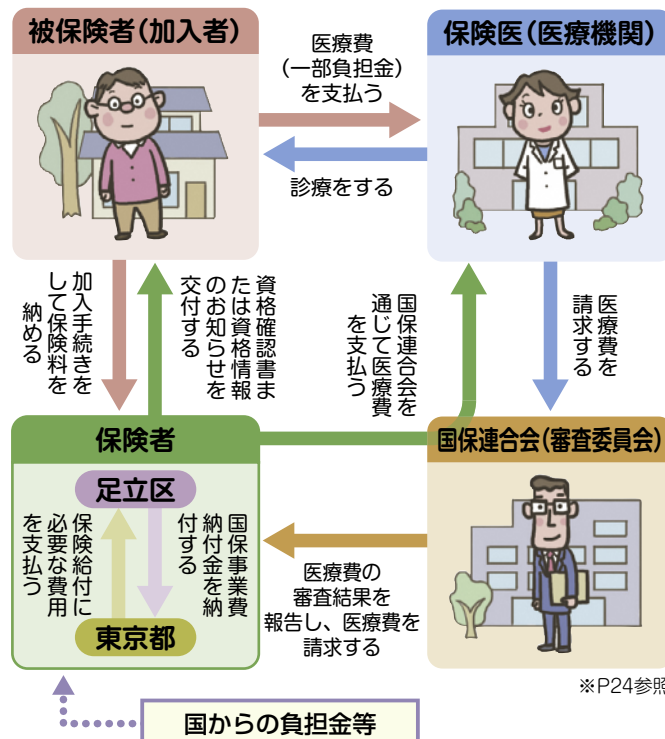 被保険者(加入者)
医療費
(一部負担金)
を支払う
診療をする
保険医(医療機関)
加入手続きを
して保険料を
納める
資格確認書ま
たは資格情報
のお知らせを
交付する
国保連合会を
通じて医療費
を支払う
医療費を
請求する
保険者
足立区
保険給付に
必要な費用
を支払う
国保事業費
納付金を納
付する
東京都
医療費の
審査結果を
報告し、医療費を
請求する
国保連合会(審査委員会)
※P24参照
国からの負担金等